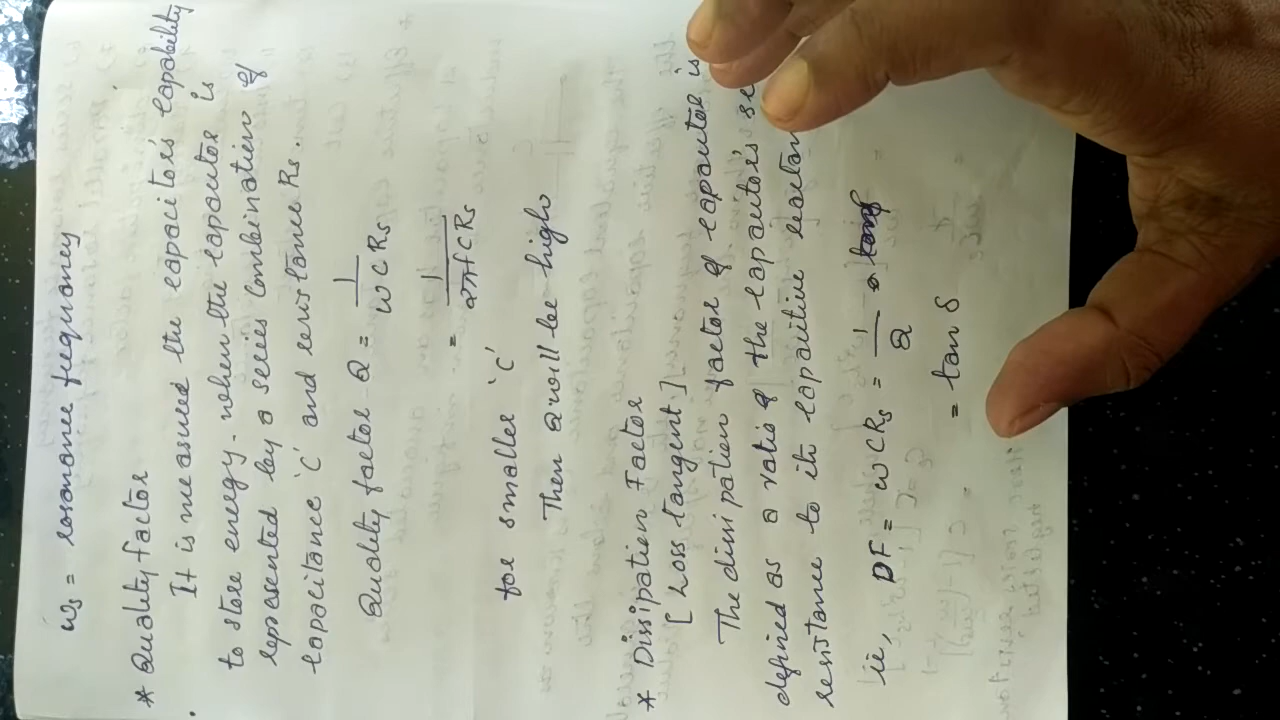 ω₃ = resonance frequency
* Quality factor
It is measured the capacitor's capability
to store energy. when the capacitor is
represented by a series combination of
capacitance 'C' and resistance Rs.
Quality factor Q = 1/ωCRs
= 1/2πfCRs
for smaller 'C'
Then Q will be high
* Dissipation Factor
[Loss tangent]
The dissipation factor of capacitor is
defined as a ratio of the capacitor's
resistance to its capacitive
ie, DF = ωCRs = 1/Q
= tan δ